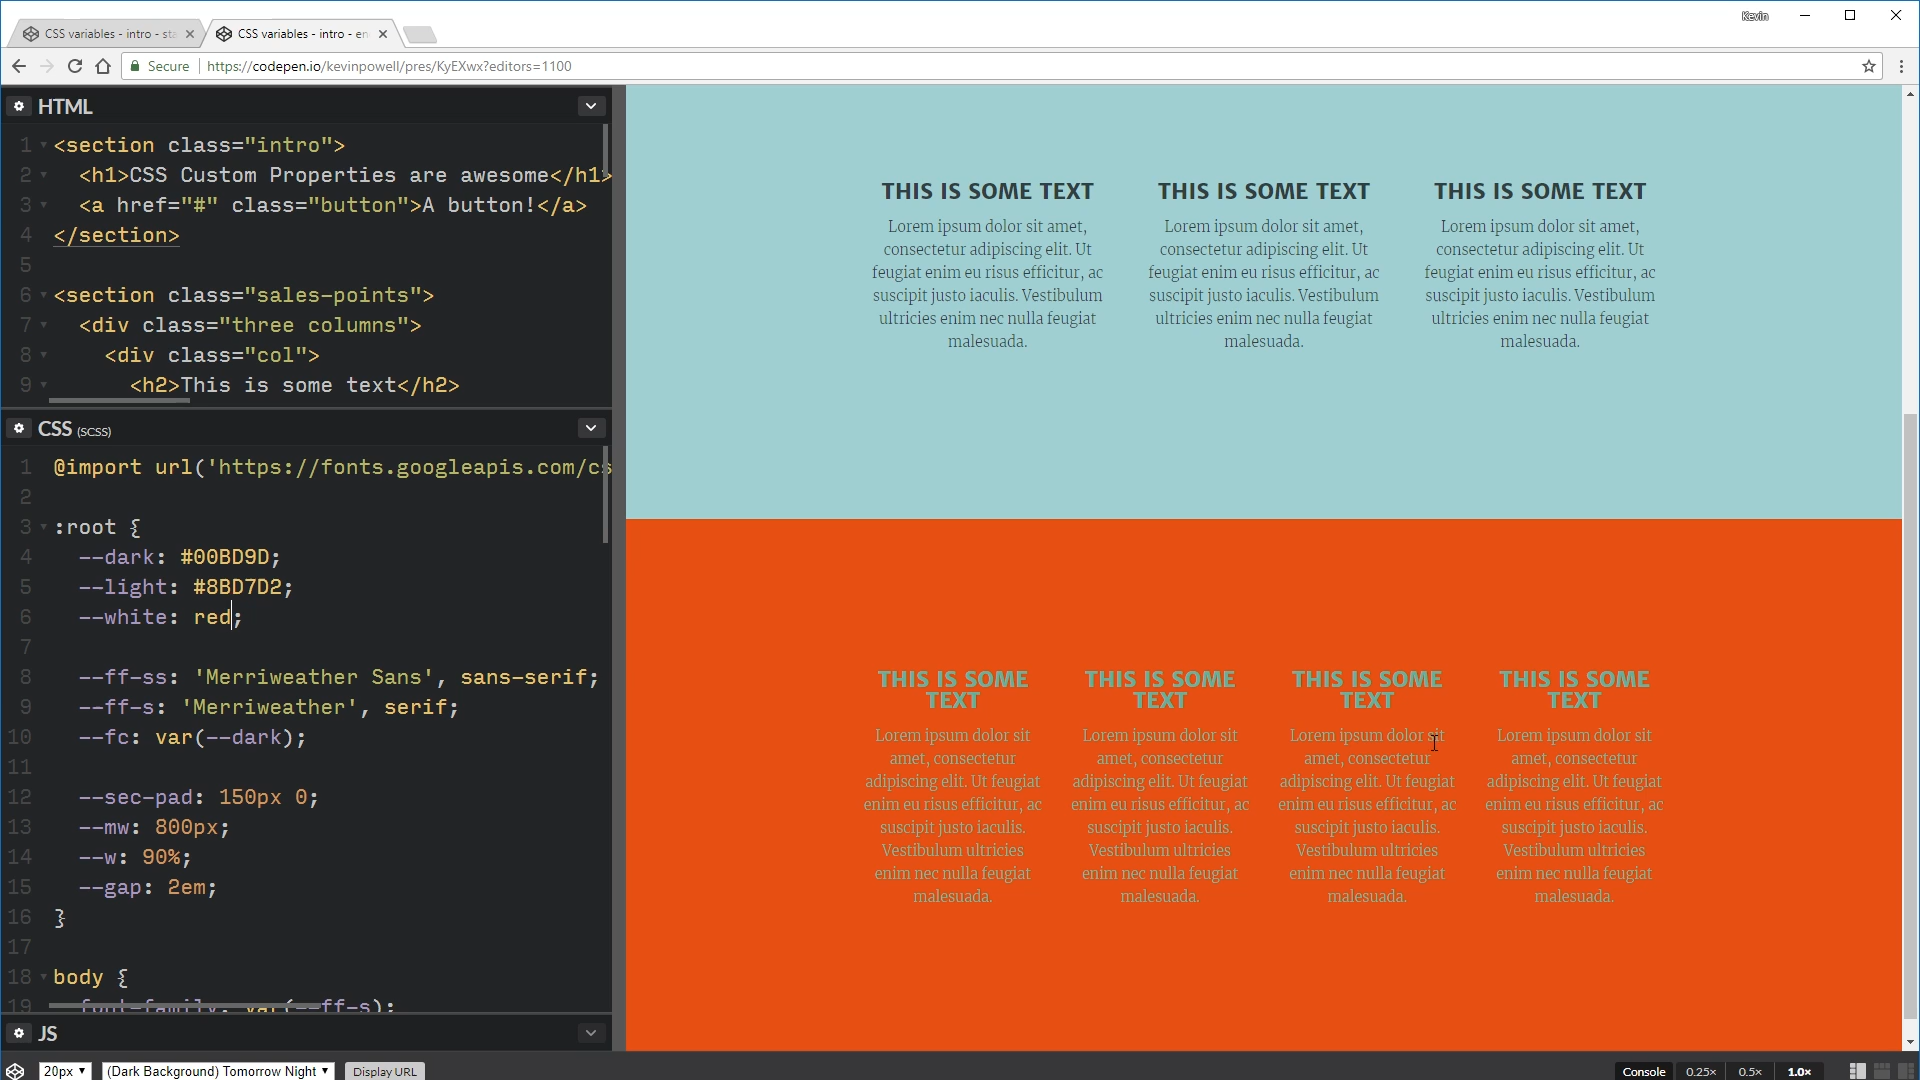 Kevin
CSS variables - intro - sta
CSS variables - intro - en
Secure
https://codepen.io/kevinpowell/pres/KyEXwx?editors=1100
HTML
1 <section class="intro">
2 <h1>CSS Custom Properties are awesome</h1>
3 <a href="#" class="button">A button!</a>
4 </section>
5
6 <section class="sales-points">
7 <div class="three columns">
8 <div class="col">
9 <h2>This is some text</h2>
CSS (SCSS)
1 @import url('https://fonts.googleapis.com/cs
2
3 :root {
4 --dark: #00BD9D;
5 --light: #8BD7D2;
6 --white: red;
7
8 --ff-ss: 'Merriweather Sans', sans-serif;
9 --ff-s: 'Merriweather', serif;
10 --fc: var(--dark);
11
12 --sec-pad: 150px 0;
13 --mw: 800px;
14 --w: 90%;
15 --gap: 2em;
16 }
17
18 body {
19 font-family: var(--ff-s);
JS
THIS IS SOME TEXT
Lorem ipsum dolor sit amet,
consectetur adipiscing elit. Ut
feugiat enim eu risus efficitur, ac
suscipit justo iaculis. Vestibulum
ultricies enim nec nulla feugiat
malesuada.
THIS IS SOME TEXT
Lorem ipsum dolor sit amet,
consectetur adipiscing elit. Ut
feugiat enim eu risus efficitur, ac
suscipit justo iaculis. Vestibulum
ultricies enim nec nulla feugiat
malesuada.
THIS IS SOME TEXT
Lorem ipsum dolor sit amet,
consectetur adipiscing elit. Ut
feugiat enim eu risus efficitur, ac
suscipit justo iaculis. Vestibulum
ultricies enim nec nulla feugiat
malesuada.
THIS IS SOME
TEXT
Lorem ipsum dolor sit
amet, consectetur
adipiscing elit. Ut feugiat
enim eu risus efficitur, ac
suscipit justo iaculis.
Vestibulum ultricies
enim nec nulla feugiat
malesuada.
THIS IS SOME
TEXT
Lorem ipsum dolor sit
amet, consectetur
adipiscing elit. Ut feugiat
enim eu risus efficitur, ac
suscipit justo iaculis.
Vestibulum ultricies
enim nec nulla feugiat
malesuada.
THIS IS SOME
TEXT
Lorem ipsum dolor sit
amet, consectetur
adipiscing elit. Ut feugiat
enim eu risus efficitur, ac
suscipit justo iaculis.
Vestibulum ultricies
enim nec nulla feugiat
malesuada.
THIS IS SOME
TEXT
Lorem ipsum dolor sit
amet, consectetur
adipiscing elit. Ut feugiat
enim eu risus efficitur, ac
suscipit justo iaculis.
Vestibulum ultricies
enim nec nulla feugiat
malesuada.
20px
(Dark Background) Tomorrow Night
Display URL
Console
0.25×
0.5×
1.0×